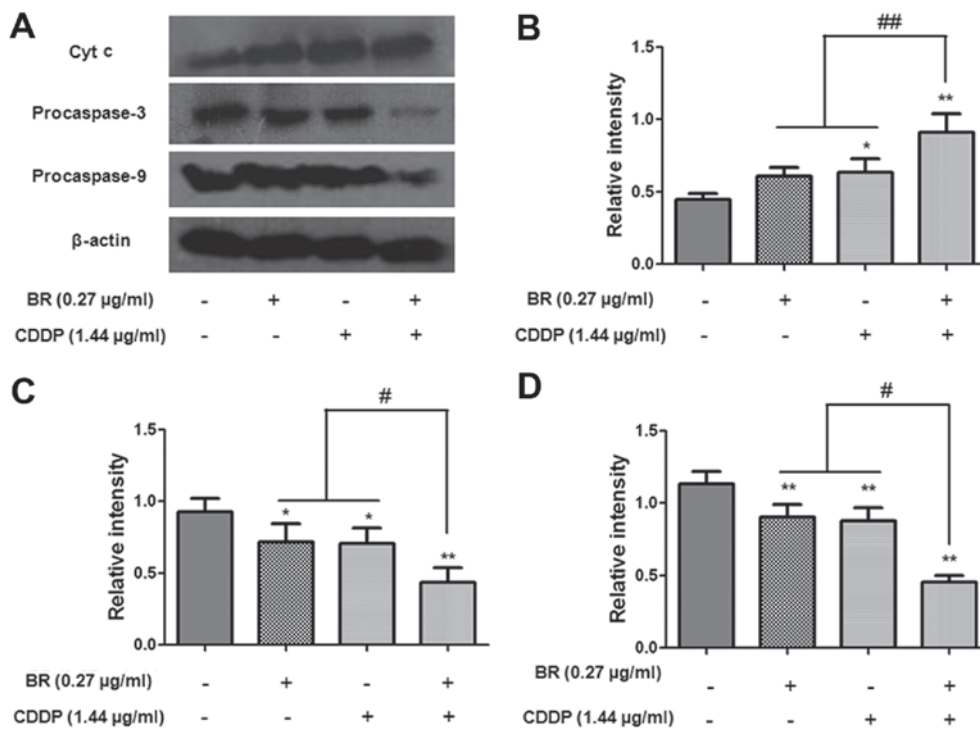 A
Cyt c
Procaspase-3
Procaspase-9
β-actin
BR (0.27 µg/ml) - + - +
CDDP (1.44 µg/ml) - - + +
B
##
Relative intensity
1.5
1.0
0.5
0.0
*
**
BR (0.27 µg/ml) - + - +
CDDP (1.44 µg/ml) - - + +
C
#
Relative intensity
1.5
1.0
0.5
0.0
* * **
BR (0.27 µg/ml) - + - +
CDDP (1.44 µg/ml) - - + +
D
#
Relative intensity
1.5
1.0
0.5
0.0
** ** **
BR (0.27 µg/ml) - + - +
CDDP (1.44 µg/ml) - - + +